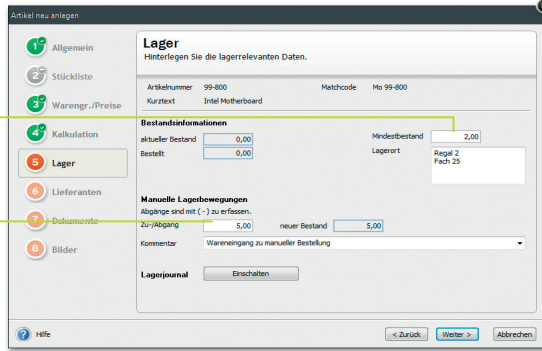 Artikel neu anlegen
1 Allgemein
2 Stückliste
3 Warengr./Preise
4 Kalkulation
5 Lager
6 Lieferanten
7 Dokumente
8 Bilder
Lager
Hinterlegen Sie die lagerrelevanten Daten.
Artikelnummer 99-800 Matchcode Mo 99-800
Kurztext Intel Motherboard
Bestandsinformationen
aktueller Bestand 0,00 Mindestbestand 2,00
Bestellt 0,00 Lagerort Regal 2
Fach 25
Manuelle Lagerbewegungen
Abgänge sind mit ( - ) zu erfassen.
Zu-/Abgang 5,00 neuer Bestand 5,00
Kommentar Wareneingang zu manueller Bestellung
Lagerjournal Einschalten
? Hilfe < Zurück Weiter > Abbrechen